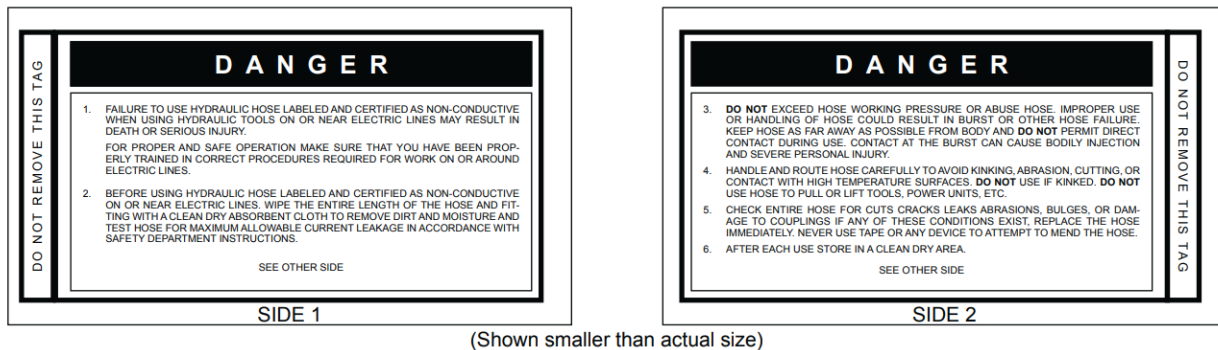 DO NOT REMOVE THIS TAG
D A N G E R
1. FAILURE TO USE HYDRAULIC HOSE LABELED AND CERTIFIED AS NON-CONDUCTIVE
WHEN USING HYDRAULIC TOOLS ON OR NEAR ELECTRIC LINES MAY RESULT IN
DEATH OR SERIOUS INJURY.
FOR PROPER AND SAFE OPERATION MAKE SURE THAT YOU HAVE BEEN PROP-
ERLY TRAINED IN CORRECT PROCEDURES REQUIRED FOR WORK ON OR AROUND
ELECTRIC LINES.
2. BEFORE USING HYDRAULIC HOSE LABELED AND CERTIFIED AS NON-CONDUCTIVE
ON OR NEAR ELECTRIC LINES. WIPE THE ENTIRE LENGTH OF THE HOSE AND FIT-
TING WITH A CLEAN DRY ABSORBENT CLOTH TO REMOVE DIRT AND MOISTURE AND
TEST HOSE FOR MAXIMUM ALLOWABLE CURRENT LEAKAGE IN ACCORDANCE WITH
SAFETY DEPARTMENT INSTRUCTIONS.
SEE OTHER SIDE
SIDE 1
D A N G E R
3. DO NOT EXCEED HOSE WORKING PRESSURE OR ABUSE HOSE. IMPROPER USE
OR HANDLING OF HOSE COULD RESULT IN BURST OR OTHER HOSE FAILURE.
KEEP HOSE AS FAR AWAY AS POSSIBLE FROM BODY AND DO NOT PERMIT DIRECT
CONTACT DURING USE. CONTACT AT THE BURST CAN CAUSE BODILY INJECTION
AND SEVERE PERSONAL INJURY.
4. HANDLE AND ROUTE HOSE CAREFULLY TO AVOID KINKING, ABRASION, CUTTING, OR
CONTACT WITH HIGH TEMPERATURE SURFACES. DO NOT USE IF KINKED. DO NOT
USE HOSE TO PULL OR LIFT TOOLS, POWER UNITS, ETC.
5. CHECK ENTIRE HOSE FOR CUTS CRACKS LEAKS ABRASIONS, BULGES, OR DAM-
AGE TO COUPLINGS IF ANY OF THESE CONDITIONS EXIST, REPLACE THE HOSE
IMMEDIATELY. NEVER USE TAPE OR ANY DEVICE TO ATTEMPT TO MEND THE HOSE.
6. AFTER EACH USE STORE IN A CLEAN DRY AREA.
SEE OTHER SIDE
DO NOT REMOVE THIS TAG
SIDE 2
(Shown smaller than actual size)